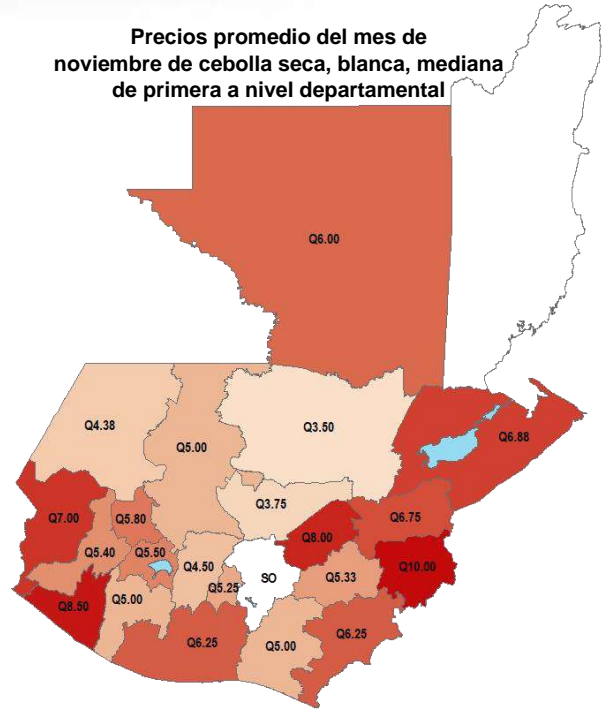 Precios promedio del mes de
noviembre de cebolla seca, blanca, mediana
de primera a nivel departamental
Q6.00
Q4.38
Q5.00
Q3.50
Q6.88
Q3.75
Q7.00
Q5.80
Q8.00
Q6.75
Q5.40
Q5.50
Q4.50
Q5.25
SO
Q5.33
Q10.00
Q8.50
Q5.00
Q6.25
Q5.00
Q6.25